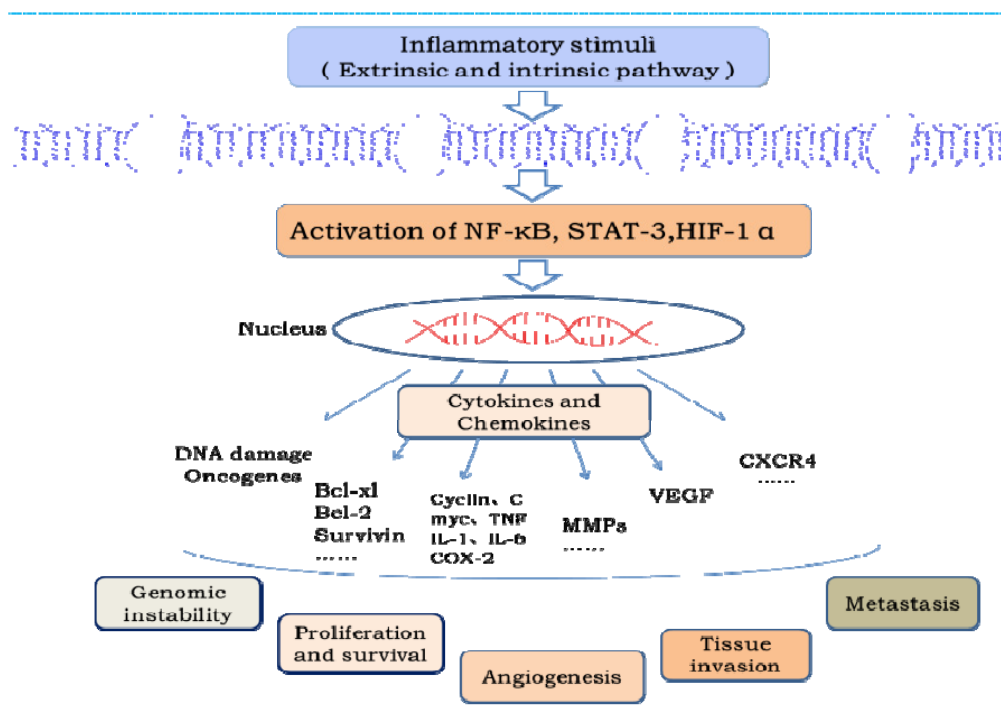 Inflammatory stimuli
( Extrinsic and intrinsic pathway )
Activation of NF-κB, STAT-3,HIF-1 α
Nucleus
Cytokines and
Chemokines
DNA damage
Oncogenes
Bcl-xl
Bcl-2
Survivin
......
Cyclin、C
myc、TNF
IL-1、IL-6
COX-2
MMPs
......
VEGF
CXCR4
......
Genomic
instability
Proliferation
and survival
Angiogenesis
Tissue
invasion
Metastasis